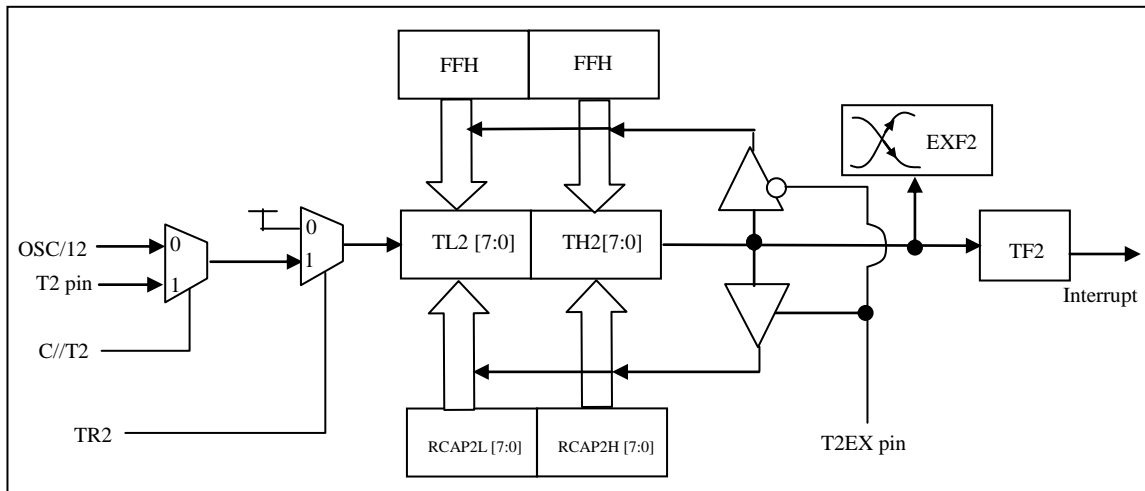 FFH FFH
EXF2
OSC/12 0 0 TL2 [7:0] TH2[7:0] TF2
T2 pin 1 1
Interrupt
C//T2
TR2 RCAP2L [7:0] RCAP2H [7:0] T2EX pin